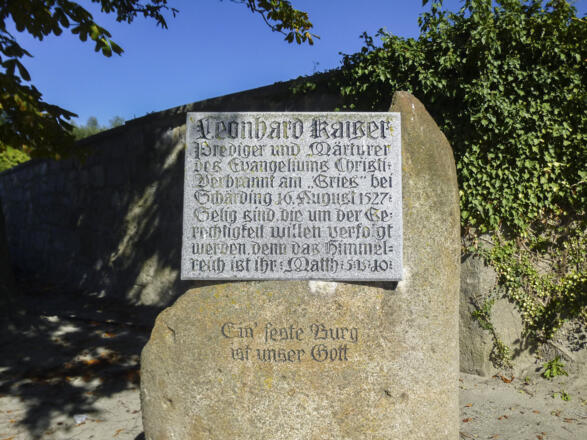 Leonhard Kaiser
Prediger und Märturer
des Evangeliums Christi·
Verbrannt am „Gries" bei
Schärding 16. August 1527·
Selig sind, die um der Ge-
rechtigkeit willen verfolgt
werden, denn das Himmel-
reich ist ihr·Matth·5·V·10·
Ein' feste Burg
ist unser Gott